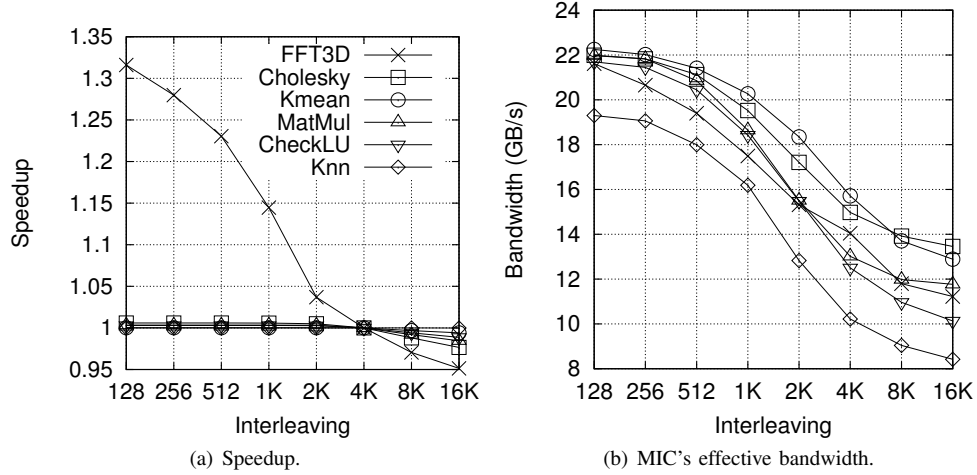 1.35
1.3
1.25
1.2
1.15
1.1
1.05
1
0.95
Speedup
FFT3D
Cholesky
Kmean
MatMul
CheckLU
Knn
128 256 512 1K 2K 4K 8K 16K
Interleaving
(a) Speedup.
24
22
20
18
16
14
12
10
8
Bandwidth (GB/s)
128 256 512 1K 2K 4K 8K 16K
Interleaving
(b) MIC's effective bandwidth.